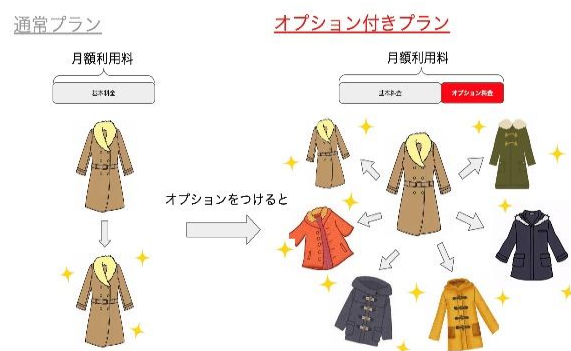 通常プラン
月額利用料
基本料金
オプションをつけると
オプション付きプラン
月額利用料
基本料金
オプション料金